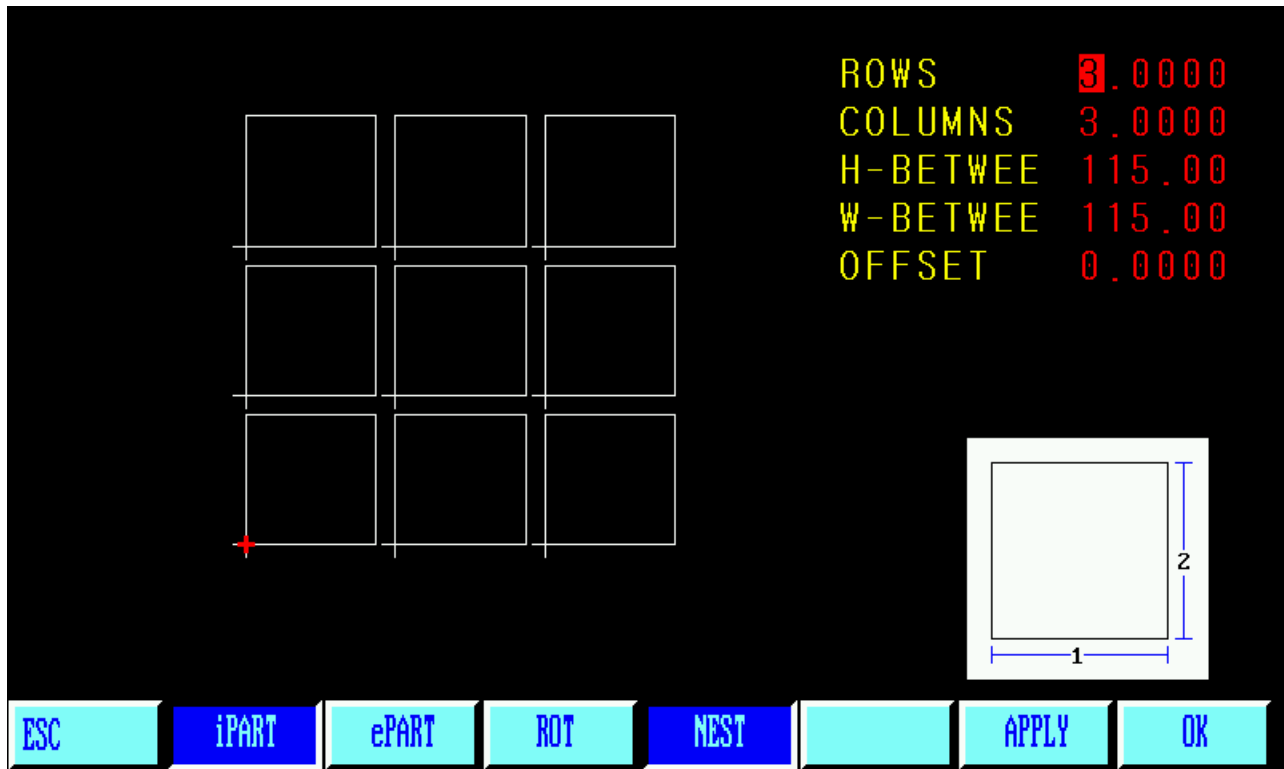 ROWS 3.0000
COLUMNS 3.0000
H-BETWEE 115.00
W-BETWEE 115.00
OFFSET 0.0000
2
1
ESC iPART ePART ROT NEST APPLY OK